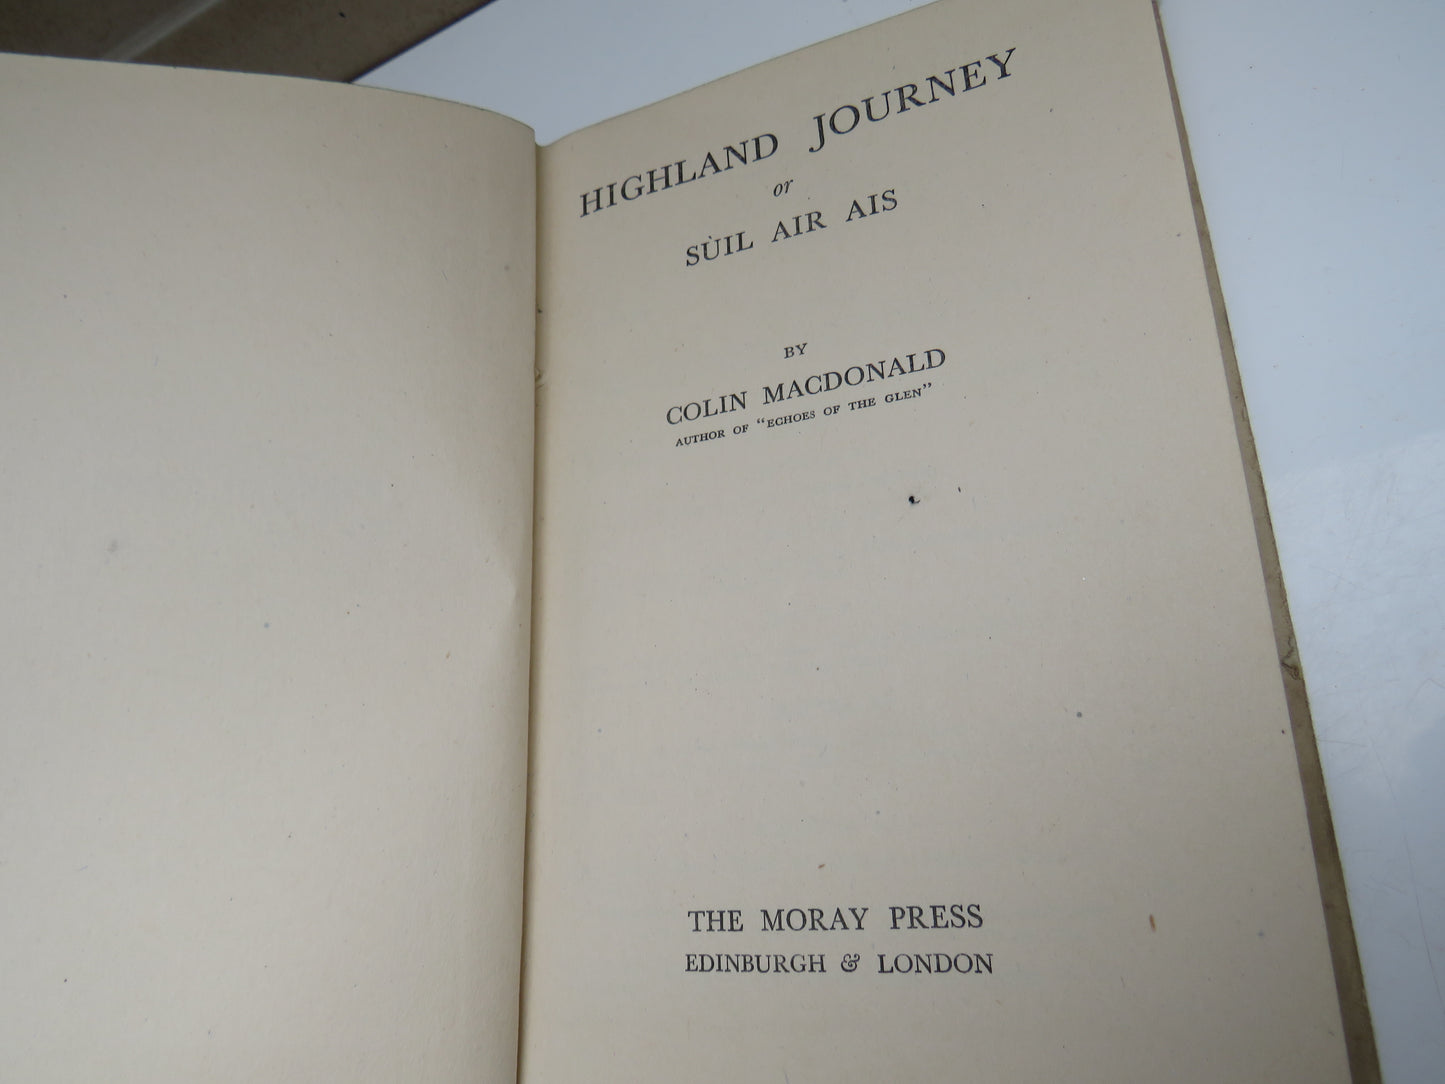 HIGHLAND JOURNEY
or
SÙIL AIR AIS
BY
COLIN MACDONALD
AUTHOR OF "ECHOES OF THE GLEN"
THE MORAY PRESS
EDINBURGH & LONDON